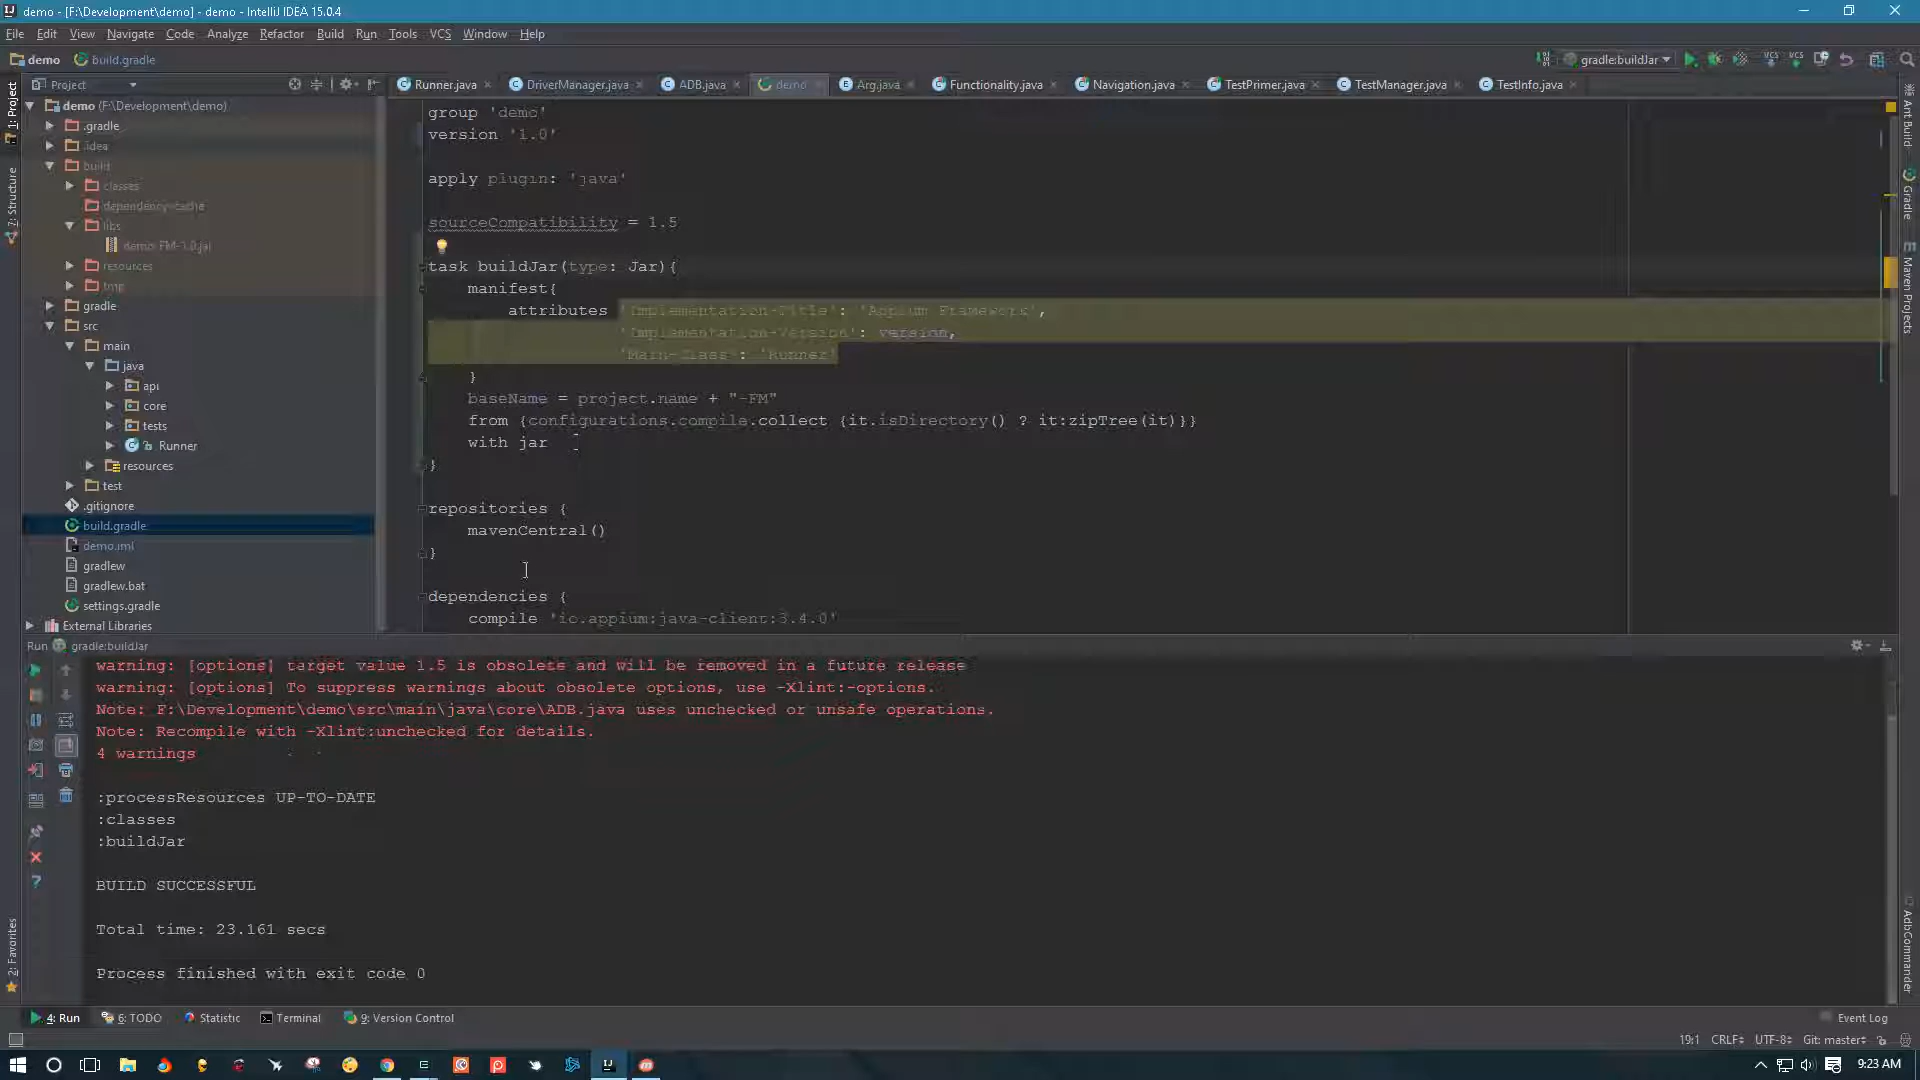 demo - [F:\Development\demo] - demo - IntelliJ IDEA 15.0.4
File Edit View Navigate Code Analyze Refactor Build Run Tools VCS Window Help
demo build.gradle gradle:buildJar
Project
Runner.java DriverManager.java ADB.java demo Arg.java Functionality.java Navigation.java TestPrimer.java TestManager.java TestInfo.java
1: Project
7: Structure
2: Favorites
demo (F:\Development\demo)
.gradle
.idea
build
classes
dependency-cache
libs
demo-FM-1.0.jar
resources
tmp
gradle
src
main
java
api
core
tests
Runner
resources
test
.gitignore
build.gradle
demo.iml
gradlew
gradlew.bat
settings.gradle
External Libraries
group 'demo'
version '1.0'
apply plugin: 'java'
sourceCompatibility = 1.5
task buildJar(type: Jar){
manifest{
attributes 'Implementation-Title': 'Appium Framework',
'Implementation-Version': version,
'Main-Class': 'Runner'
}
baseName = project.name + "-FM"
from {configurations.compile.collect {it.isDirectory() ? it:zipTree(it)}}
with jar
}
repositories {
mavenCentral()
}
dependencies {
compile 'io.appium:java-client:3.4.0'
Ant Build
Gradle
Maven Projects
AdbCommander
Run gradle:buildJar
warning: [options] target value 1.5 is obsolete and will be removed in a future release
warning: [options] To suppress warnings about obsolete options, use -Xlint:-options.
Note: F:\Development\demo\src\main\java\core\ADB.java uses unchecked or unsafe operations.
Note: Recompile with -Xlint:unchecked for details.
4 warnings
:processResources UP-TO-DATE
:classes
:buildJar
BUILD SUCCESSFUL
Total time: 23.161 secs
Process finished with exit code 0
4: Run 6: TODO Statistic Terminal 9: Version Control Event Log
19:1 CRLF UTF-8 Git: master
9:23 AM